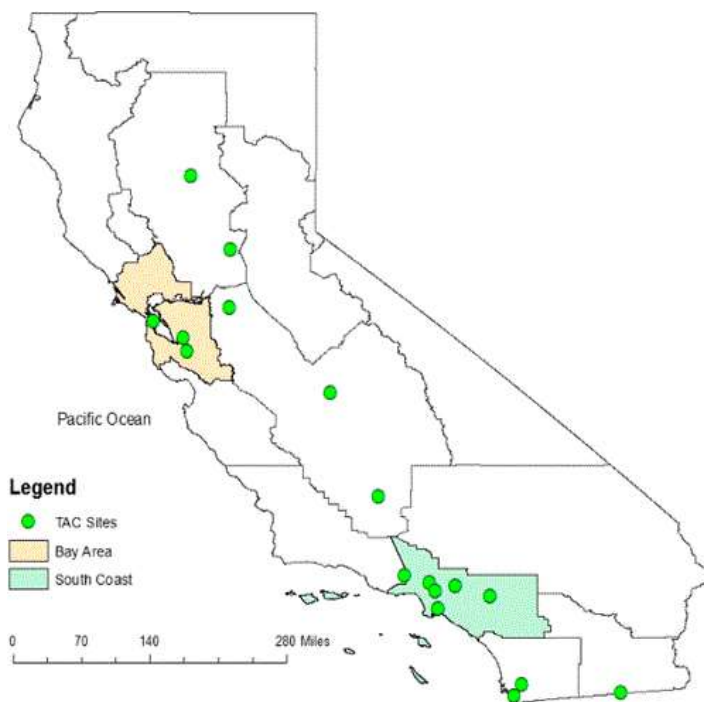 Pacific Ocean
Legend
TAC Sites
Bay Area
South Coast
0 70 140 280 Miles